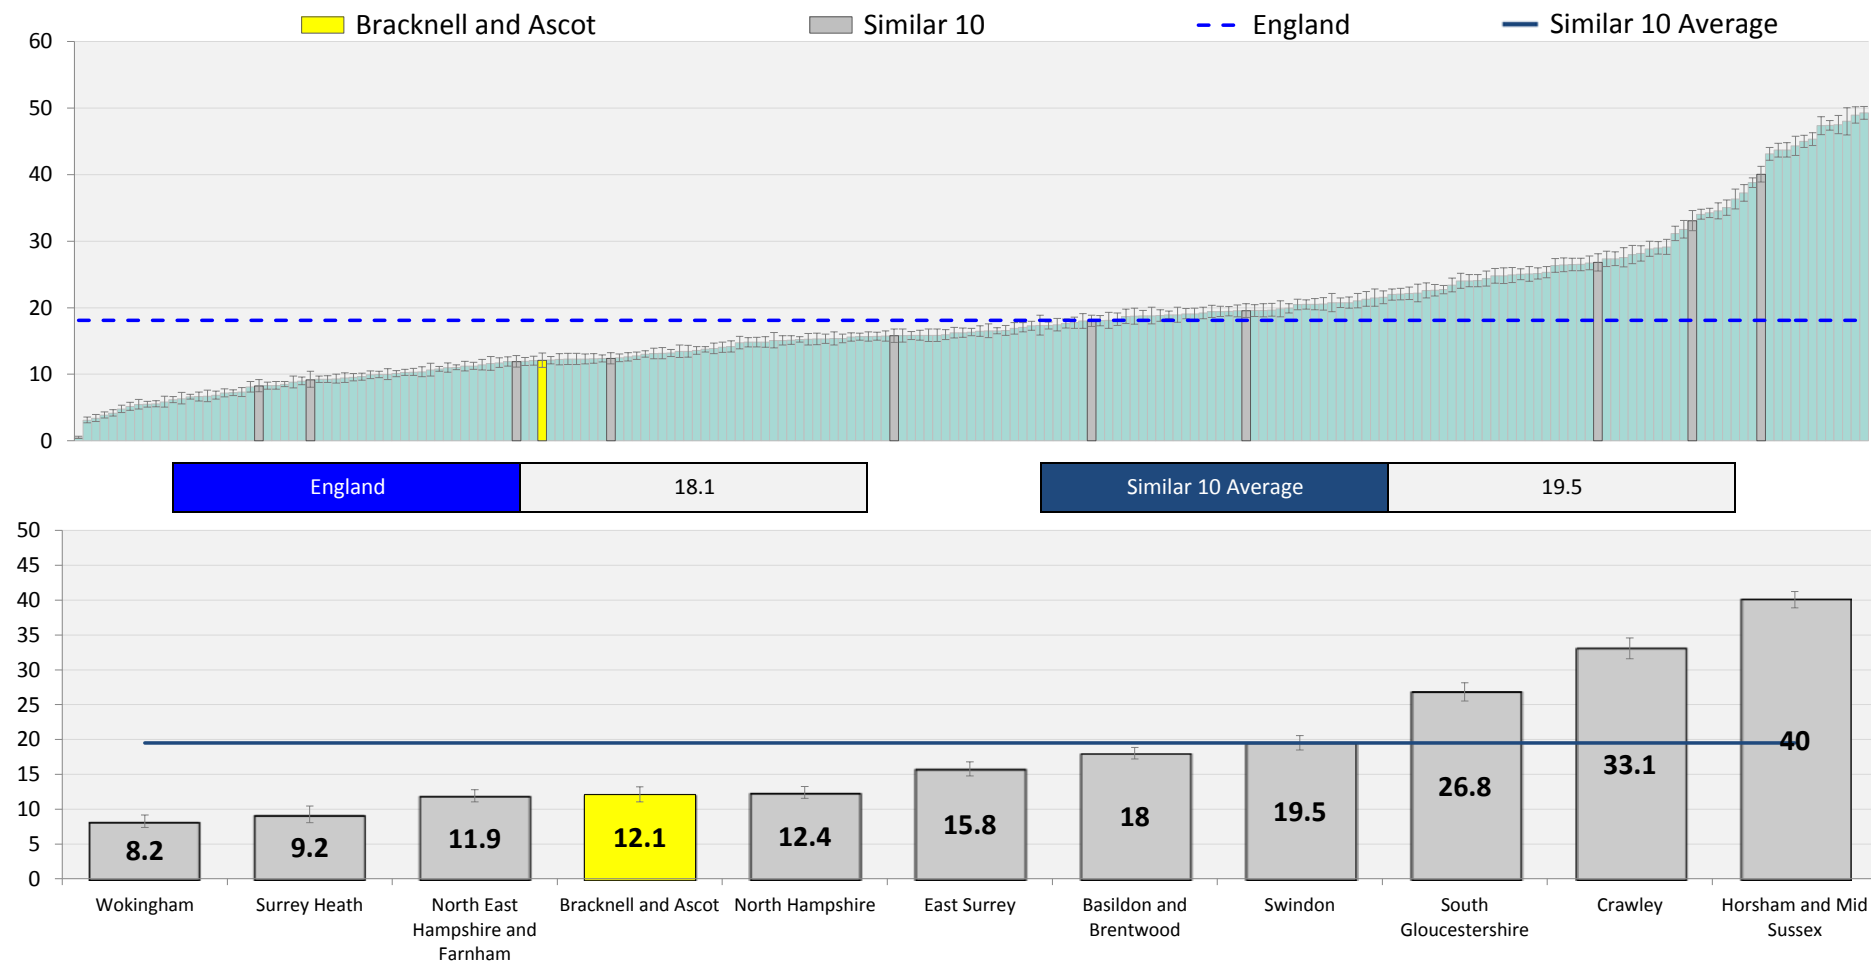 Bracknell and Ascot Similar 10 England Similar 10 Average
60
50
40
30
20
10
0
England 18.1 Similar 10 Average 19.5
50
45
40
35
30
25
20
15
10
5
0
8.2 9.2 11.9 12.1 12.4 15.8 18 19.5 26.8 33.1 40
Wokingham
Surrey Heath
North East
Hampshire and
Farnham
Bracknell and Ascot
North Hampshire
East Surrey
Basildon and
Brentwood
Swindon
South
Gloucestershire
Crawley
Horsham and Mid
Sussex